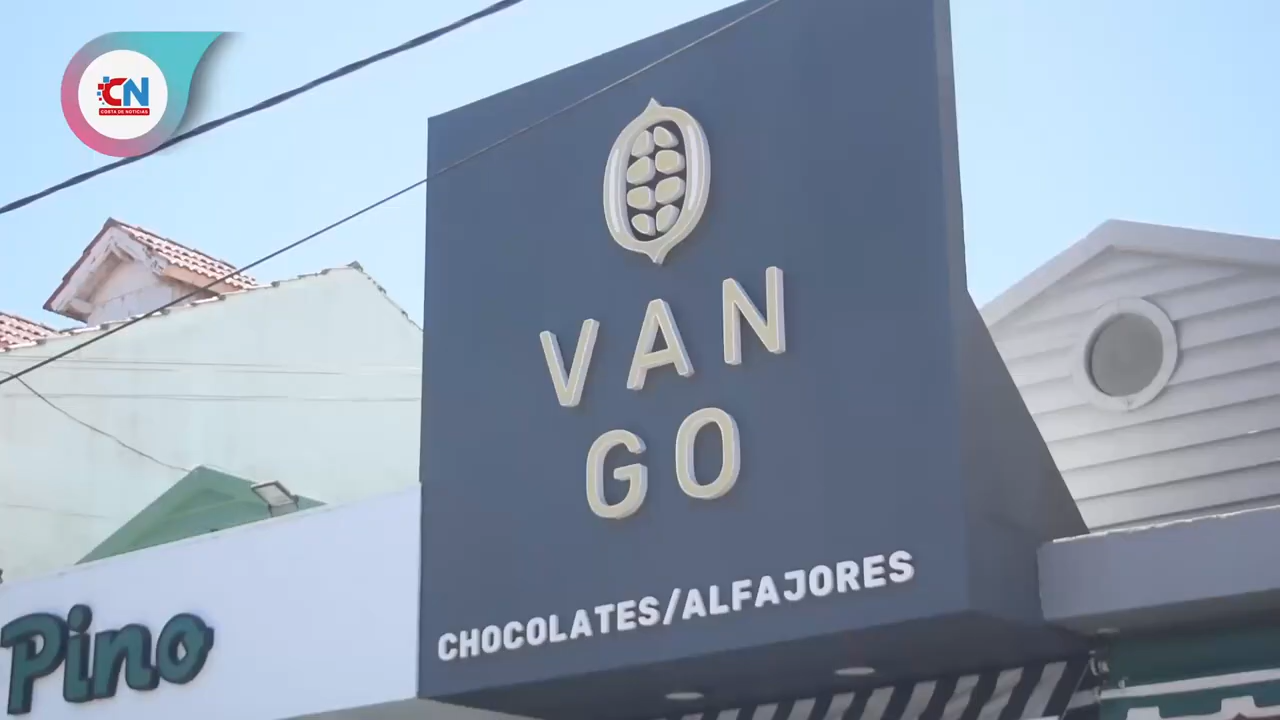 CN
COSTA DE NOTICIAS
VAN
GO
CHOCOLATES/ALFAJORES
Pino